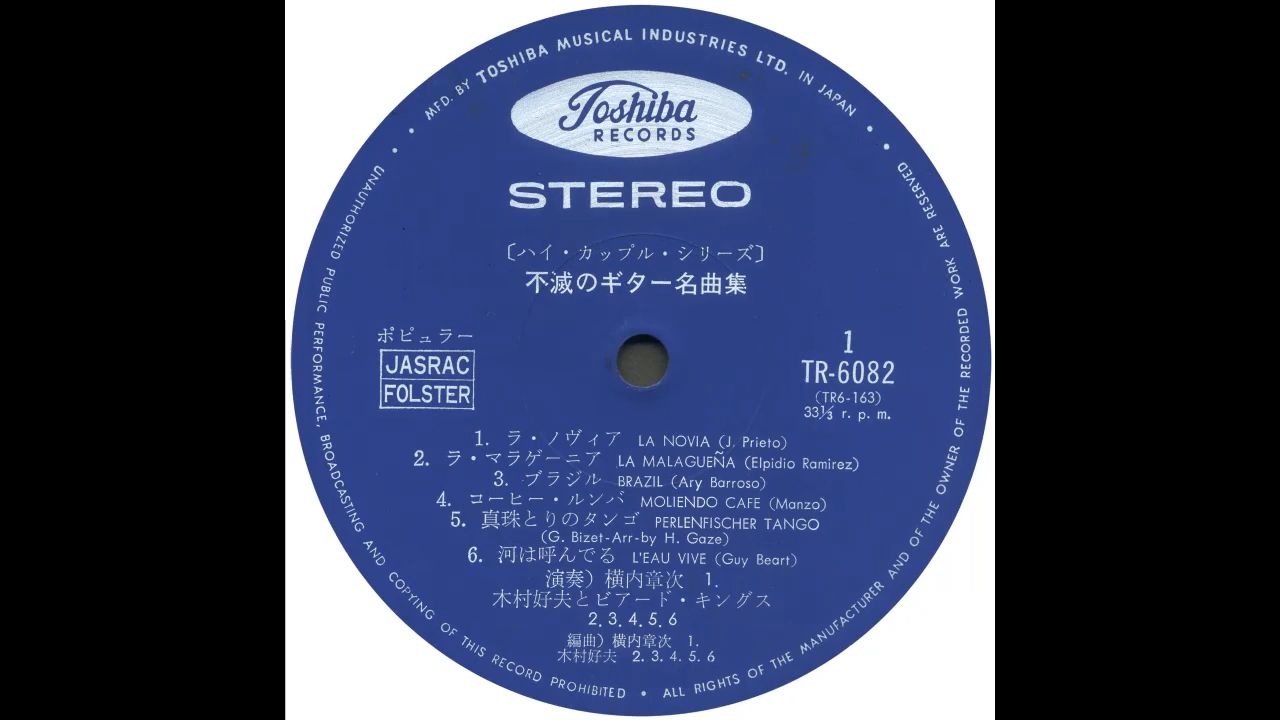 MFD. BY TOSHIBA MUSICAL INDUSTRIES LTD. IN JAPAN
Toshiba
RECORDS
STEREO
〔ハイ・カップル・シリーズ〕
不滅のギター名曲集
ポピュラー
JASRAC
FOLSTER
1
TR-6082
(TR6-163)
33⅓ r. p. m.
1. ラ・ノヴィア LA NOVIA (J. Prieto)
2. ラ・マラゲーニア LA MALAGUEÑA (Elpidio Ramirez)
3. ブラジル BRAZIL (Ary Barroso)
4. コーヒー・ルンバ MOLIENDO CAFE (Manzo)
5. 真珠とりのタンゴ PERLENFISCHER TANGO
(G. Bizet-Arr-by H. Gaze)
6. 河は呼んでる L'EAU VIVE (Guy Beart)
演奏) 横内章次 1.
木村好夫とビアード・キングス
2. 3. 4. 5. 6
編曲) 横内章次 1.
木村好夫 2. 3. 4. 5. 6
UNAUTHORIZED PUBLIC PERFORMANCE, BROADCASTING AND COPYING OF THIS RECORD PROHIBITED • ALL RIGHTS OF THE MANUFACTURER AND OF THE OWNER OF THE RECORDED WORK ARE RESERVED